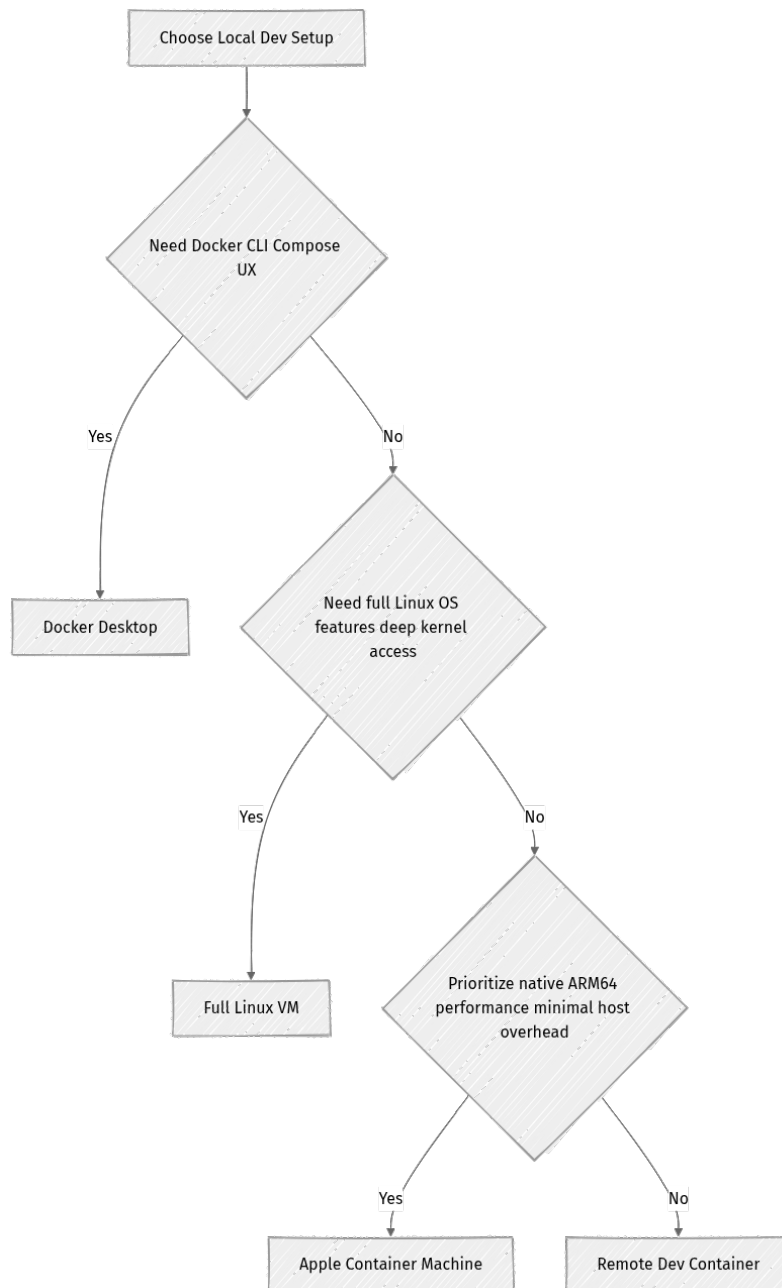 Choose Local Dev Setup
Need Docker CLI Compose
UX
Yes
No
Need full Linux OS
features deep kernel
access
Docker Desktop
Yes
No
Prioritize native ARM64
performance minimal host
overhead
Full Linux VM
Yes
No
Apple Container Machine
Remote Dev Container